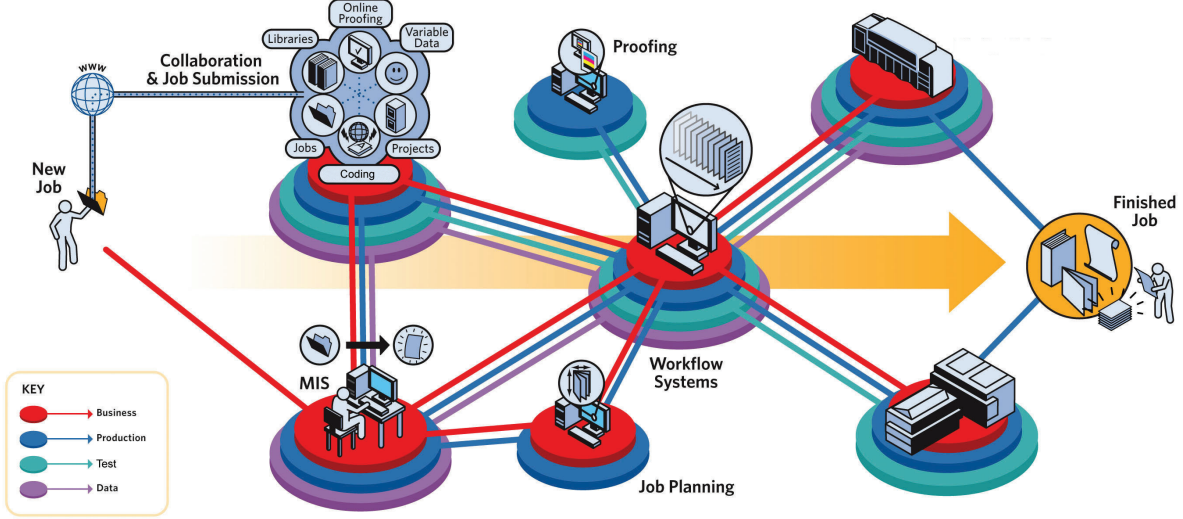 Online
Proofing
Libraries
Variable
Data
Collaboration
& Job Submission
WWW
Jobs
Projects
Coding
New
Job
Proofing
Finished
Job
MIS
Workflow
Systems
Job Planning
KEY
Business
Production
Test
Data